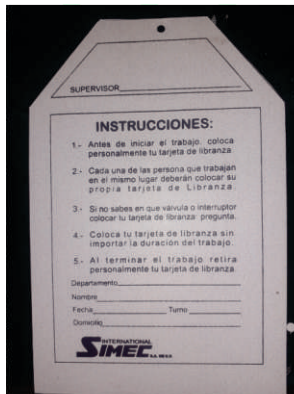 SUPERVISOR
INSTRUCCIONES:
1.- Antes de iniciar el trabajo, coloca
personalmente tu tarjeta de libranza.
2.- Cada una de las persona que trabajan
en el mismo lugar deberán colocar su
propia tarjeta de Libranza.
3.- Si no sabes en que válvula o interruptor
colocar tu tarjeta de libranza pregunta.
4.- Coloca tu tarjeta de libranza sin
importar la duración del trabajo.
5.- Al terminar el trabajo retira
personalmente tu tarjeta de libranza
Departamento
Nombre
Fecha Turno
Domicilio
INTERNATIONAL
SIMEC S.A. DE C.V.